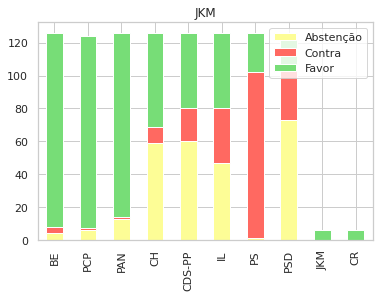 JKM
Abstenção
Contra
Favor
120
100
80
60
40
20
0
BE
PCP
PAN
CH
CDS-PP
IL
PS
PSD
JKM
CR